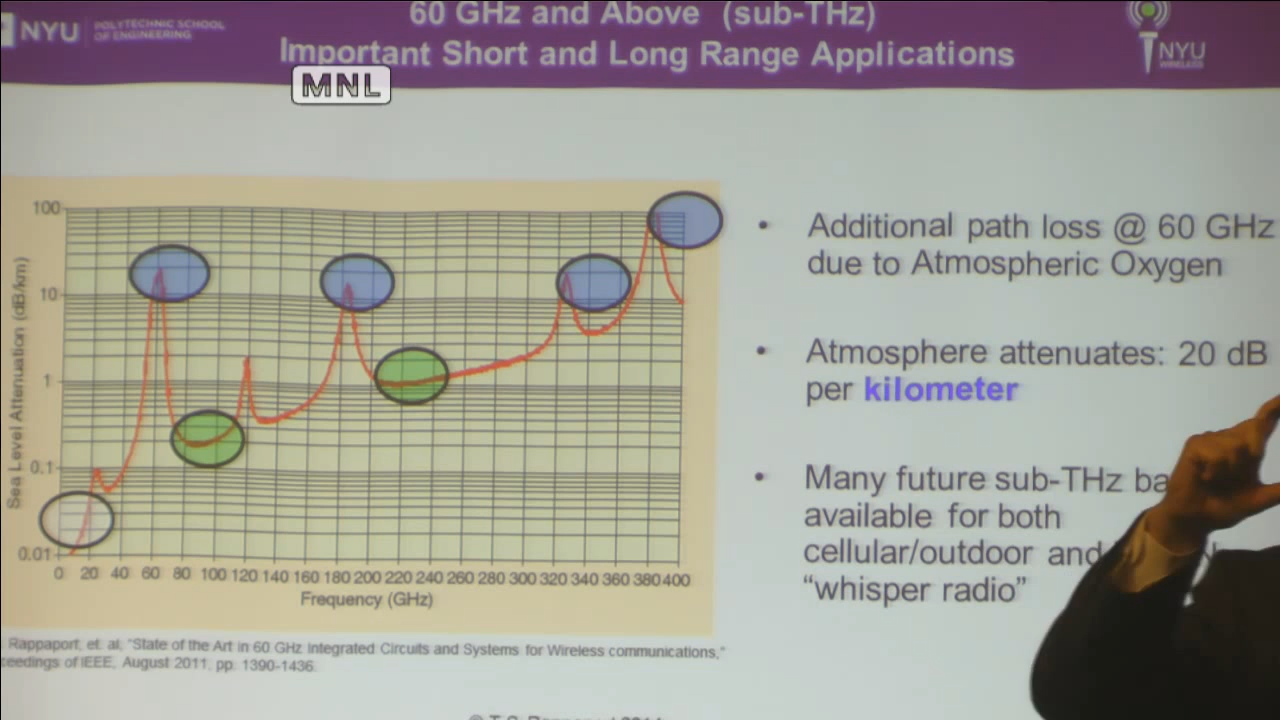 NYU POLYTECHNIC SCHOOL
OF ENGINEERING
60 GHz and Above (sub-THz)
Important Short and Long Range Applications
NYU
WIRELESS
MNL
100
10
1
0.1
0.01
Sea Level Attenuation (dB/km)
0 20 40 60 80 100 120 140 160 180 200 220 240 260 280 300 320 340 360 380 400
Frequency (GHz)
• Additional path loss @ 60 GHz
due to Atmospheric Oxygen
• Atmosphere attenuates: 20 dB
per kilometer
• Many future sub-THz
available for both
cellular/outdoor and
“whisper radio”
Rappaport, et. al, “State of the Art in 60 GHz Integrated Circuits and Systems for Wireless communications,”
of IEEE, August 2011, pp. 1390-1436.